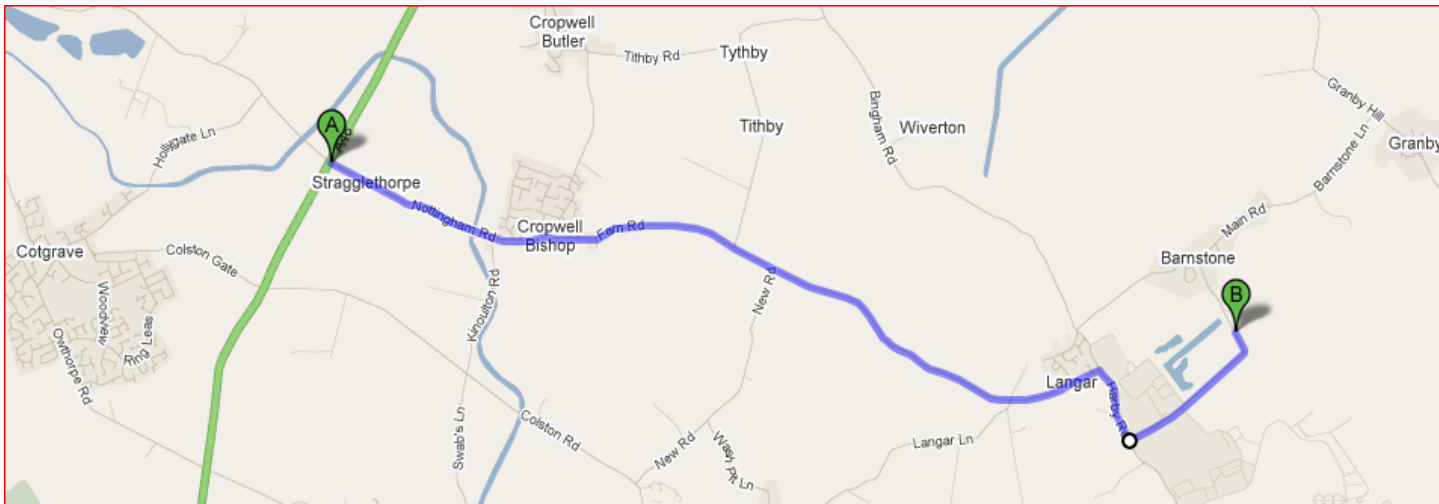 Cropwell
Butler
Tithby Rd
Tythby
A
A46
Hollygate Ln
Stragglethorpe
Tithby
Bingham Rd
Wiverton
Granby Hill
Granby
Barnstone Ln
Nottingham Rd
Cropwell
Bishop
Fern Rd
Main Rd
Barnstone
Cotgrave
Colston Gate
Woodview
Ring Leas
Owthorpe Rd
Kinoulton Rd
New Rd
B
Langar
Harby Rd
Swab's Ln
Colston Rd
New Rd
Wash Pit Ln
Langar Ln